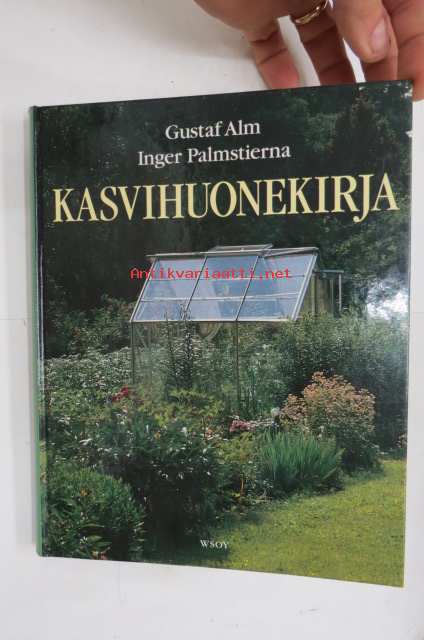 Gustaf Alm
Inger Palmstierna
KASVIHUONEKIRJA
Antikvariaatti.net
WSOY